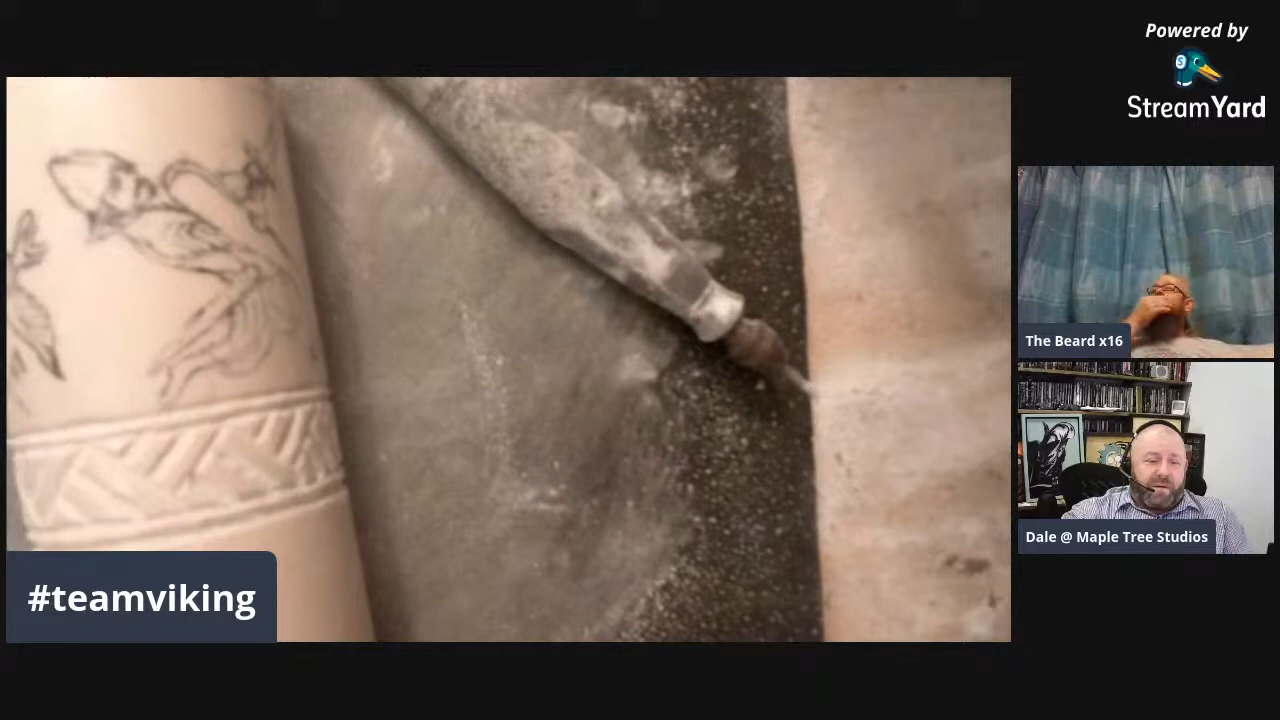 Powered by
StreamYard
The Beard x16
Dale @ Maple Tree Studios
#teamviking